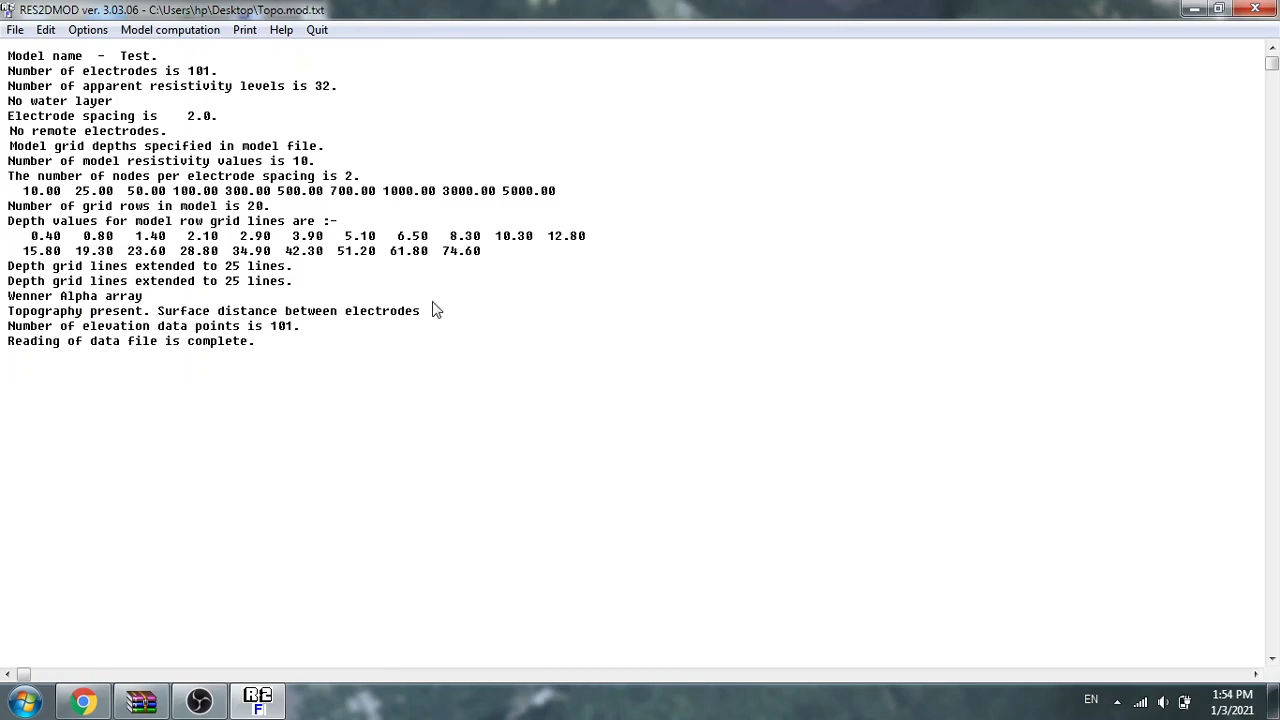 RES2DMOD ver. 3.03.06 - C:\Users\hp\Desktop\Topo.mod.txt
File Edit Options Model computation Print Help Quit
Model name - Test.
Number of electrodes is 101.
Number of apparent resistivity levels is 32.
No water layer
Electrode spacing is 2.0.
No remote electrodes.
Model grid depths specified in model file.
Number of model resistivity values is 10.
The number of nodes per electrode spacing is 2.
10.00 25.00 50.00 100.00 300.00 500.00 700.00 1000.00 3000.00 5000.00
Number of grid rows in model is 20.
Depth values for model row grid lines are :-
0.40 0.80 1.40 2.10 2.90 3.90 5.10 6.50 8.30 10.30 12.80
15.80 19.30 23.60 28.80 34.90 42.30 51.20 61.80 74.60
Depth grid lines extended to 25 lines.
Depth grid lines extended to 25 lines.
Wenner Alpha array
Topography present. Surface distance between electrodes
Number of elevation data points is 101.
Reading of data file is complete.
R2
F
EN
1:54 PM
1/3/2021